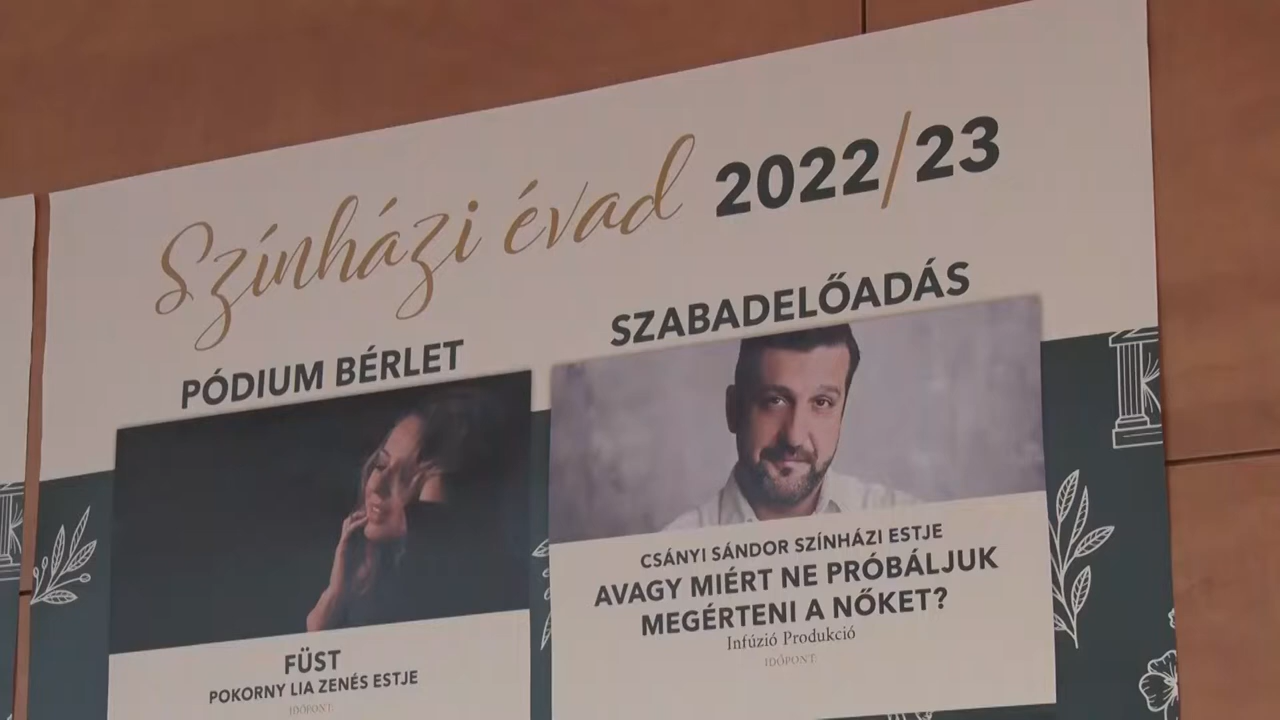 Színházi évad 2022/23
PÓDIUM BÉRLET
FÜST
POKORNY LIA ZENÉS ESTJE
IDŐPONT:
SZABADELŐADÁS
CSÁNYI SÁNDOR SZÍNHÁZI ESTJE
AVAGY MIÉRT NE PRÓBÁLJUK
MEGÉRTENI A NŐKET?
Infúzió Produkció
IDŐPONT: